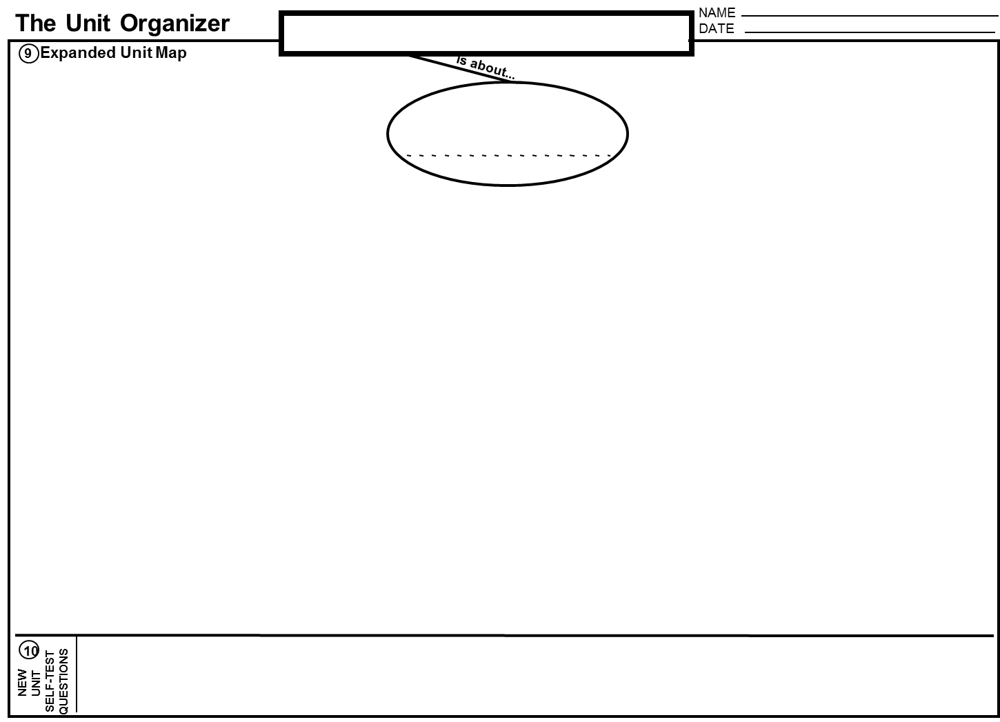 The Unit Organizer
NAME
DATE
9 Expanded Unit Map
is about...
10
NEW
UNIT
SELF-TEST
QUESTIONS